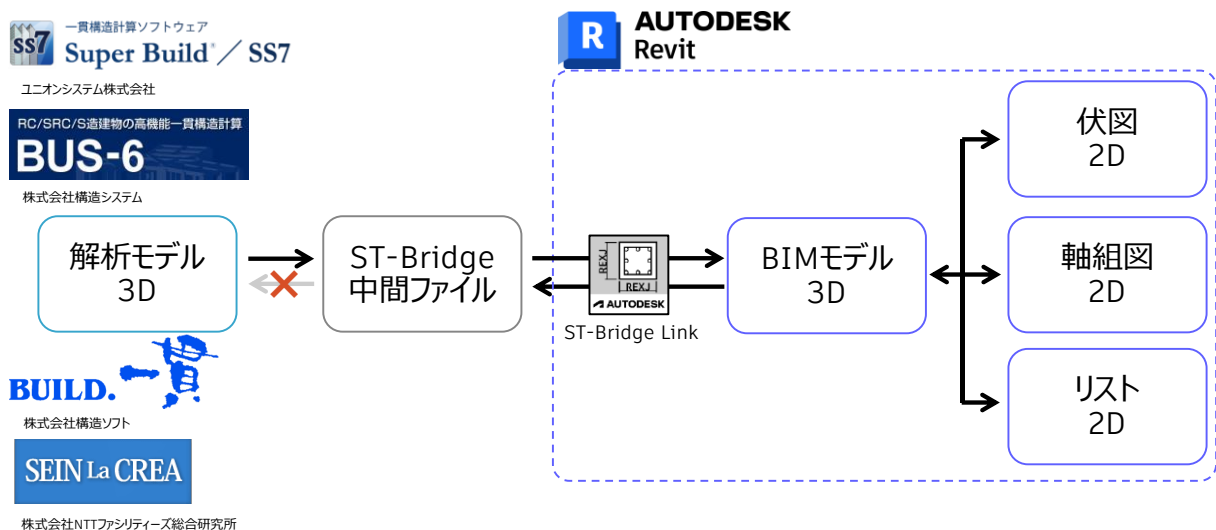 一貫構造計算ソフトウェア
SS7
Super Build®／SS7
ユニオンシステム株式会社
RC/SRC/S造建物の高機能一貫構造計算
BUS-6
株式会社構造システム
解析モデル
3D
BUILD.一貫
株式会社構造ソフト
SEIN La CREA
株式会社NTTファシリティーズ総合研究所
ST-Bridge
中間ファイル
R
AUTODESK
Revit
REXJ
REXJ
AUTODESK
ST-Bridge Link
BIMモデル
3D
伏図
2D
軸組図
2D
リスト
2D